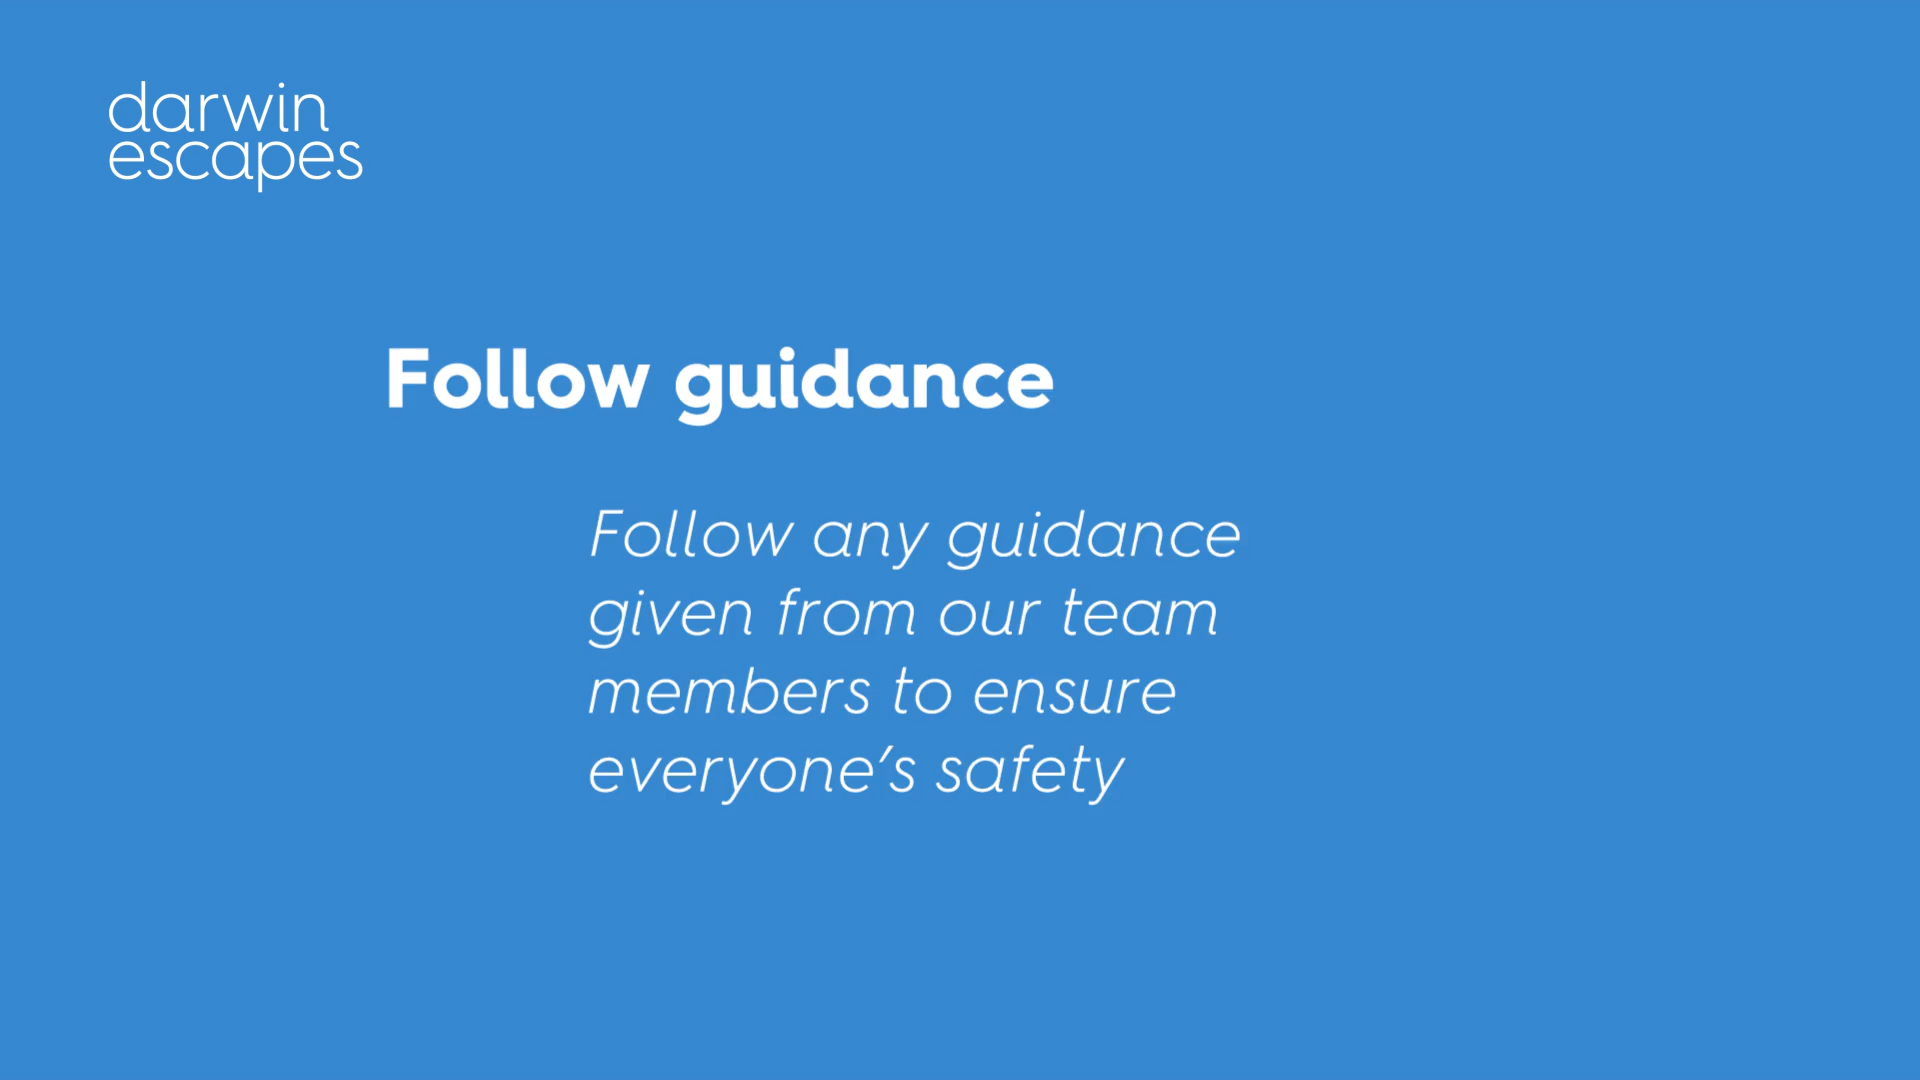 darwin
escapes
Follow guidance
Follow any guidance
given from our team
members to ensure
everyone’s safety